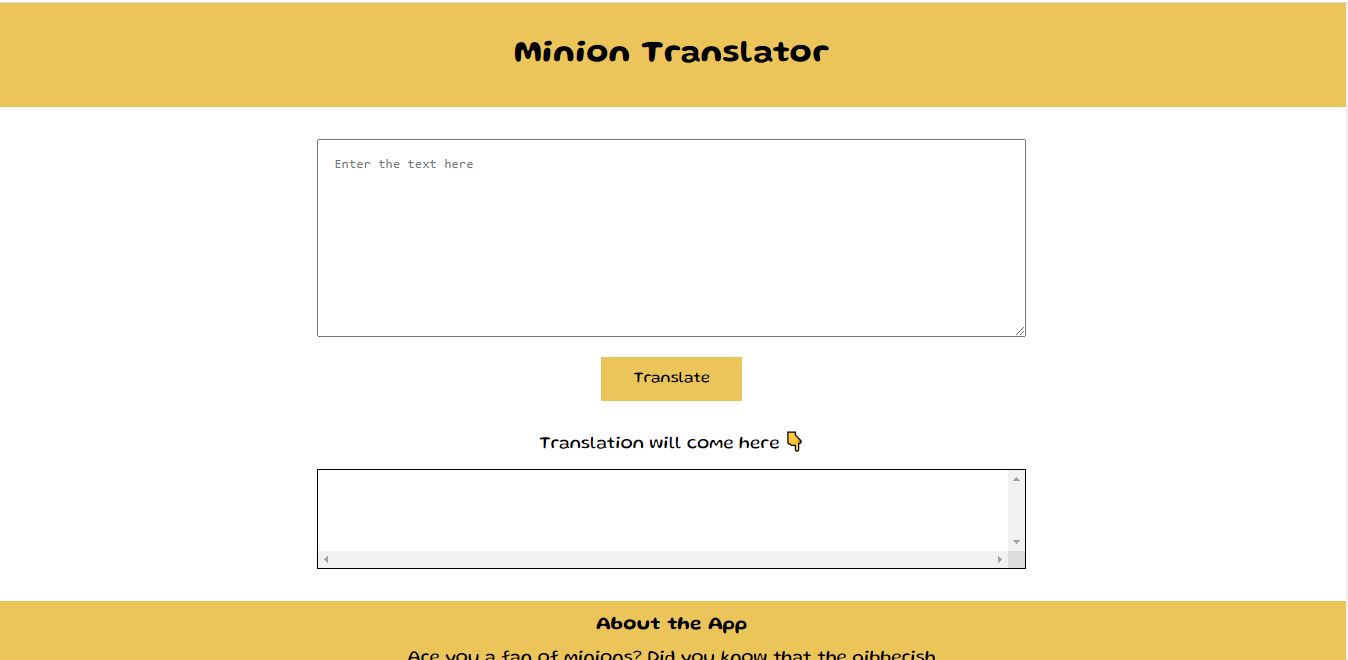 Minion Translator
Enter the text here
Translate
Translation will come here 👇
About the App
Are you a fan of minions? Did you know that the gibberish